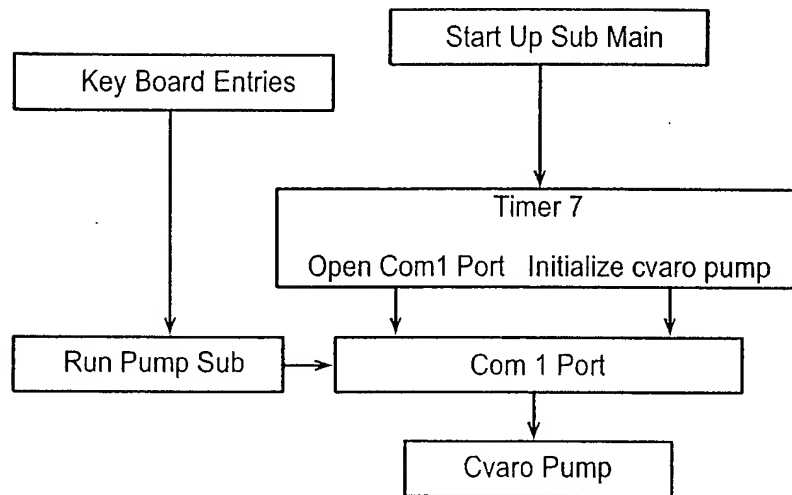 Start Up Sub Main
Key Board Entries
Timer 7
Open Com1 Port Initialize cvaro pump
Run Pump Sub
Com 1 Port
Cvaro Pump